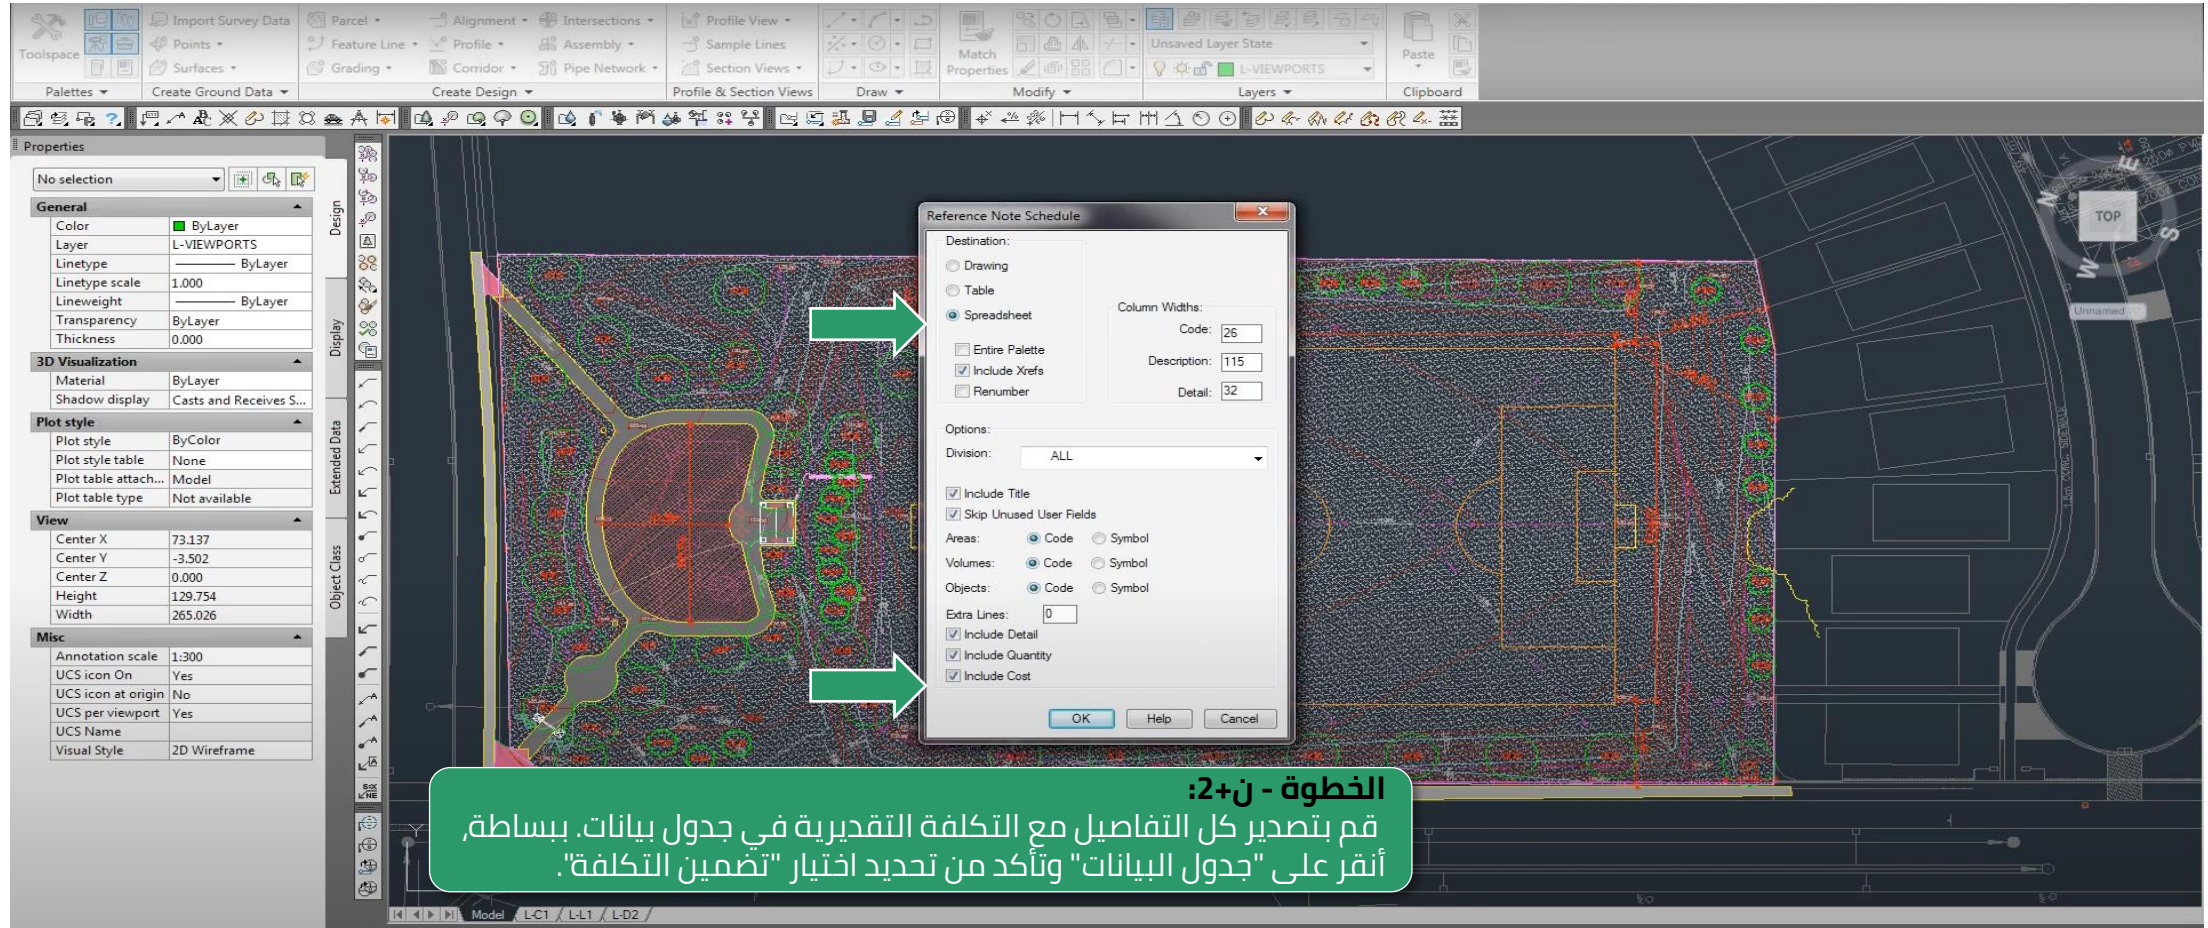 Import Survey Data
Parcel
Alignment
Intersections
Profile View
Toolspace
Points
Feature Line
Profile
Assembly
Sample Lines
Match
Properties
Unsaved Layer State
Paste
Surfaces
Grading
Corridor
Pipe Network
Section Views
L-VIEWPORTS
Palettes
Create Ground Data
Create Design
Profile & Section Views
Draw
Modify
Layers
Clipboard
Properties
No selection
General
Color ByLayer
Layer L-VIEWPORTS
Linetype ByLayer
Linetype scale 1.000
Lineweight ByLayer
Transparency ByLayer
Thickness 0.000
3D Visualization
Material ByLayer
Shadow display Casts and Receives S...
Plot style
Plot style ByColor
Plot style table None
Plot table attach... Model
Plot table type Not available
View
Center X 73.137
Center Y -3.502
Center Z 0.000
Height 129.754
Width 265.026
Misc
Annotation scale 1:300
UCS icon On Yes
UCS icon at origin No
UCS per viewport Yes
UCS Name
Visual Style 2D Wireframe
Design
Display
Extended Data
Object Class
Reference Note Schedule
Destination:
Drawing
Table
Spreadsheet
Entire Palette
Include Xrefs
Renumber
Column Widths:
Code: 26
Description: 115
Detail: 32
Options:
Division: ALL
Include Title
Skip Unused User Fields
Areas: Code Symbol
Volumes: Code Symbol
Objects: Code Symbol
Extra Lines: 0
Include Detail
Include Quantity
Include Cost
OK Help Cancel
N
E
TOP
S
W
Unnamed
1.5m CONC. SIDEWALK
الخطوة - ن+2:
قم بتصدير كل التفاصيل مع التكلفة التقديرية في جدول بيانات. ببساطة,
أنقر على "جدول البيانات" وتأكد من تحديد اختيار "تضمين التكلفة".
Model L-C1 L-L1 L-D2